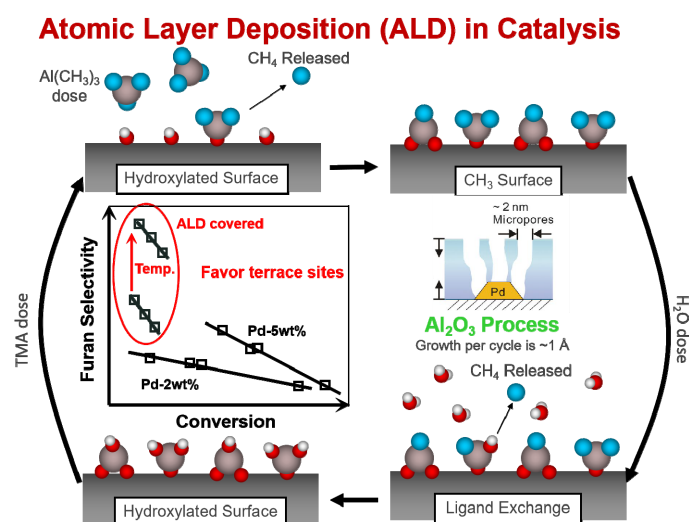 Atomic Layer Deposition (ALD) in Catalysis
Al(CH₃)₃
dose
CH₄ Released
Hydroxylated Surface
CH₃ Surface
TMA dose
H₂O dose
Furan Selectivity
ALD covered
Temp.
Favor terrace sites
Pd-5wt%
Pd-2wt%
Conversion
~ 2 nm
Micropores
Pd
Al₂O₃ Process
Growth per cycle is ~1 Å
CH₄ Released
Hydroxylated Surface
Ligand Exchange